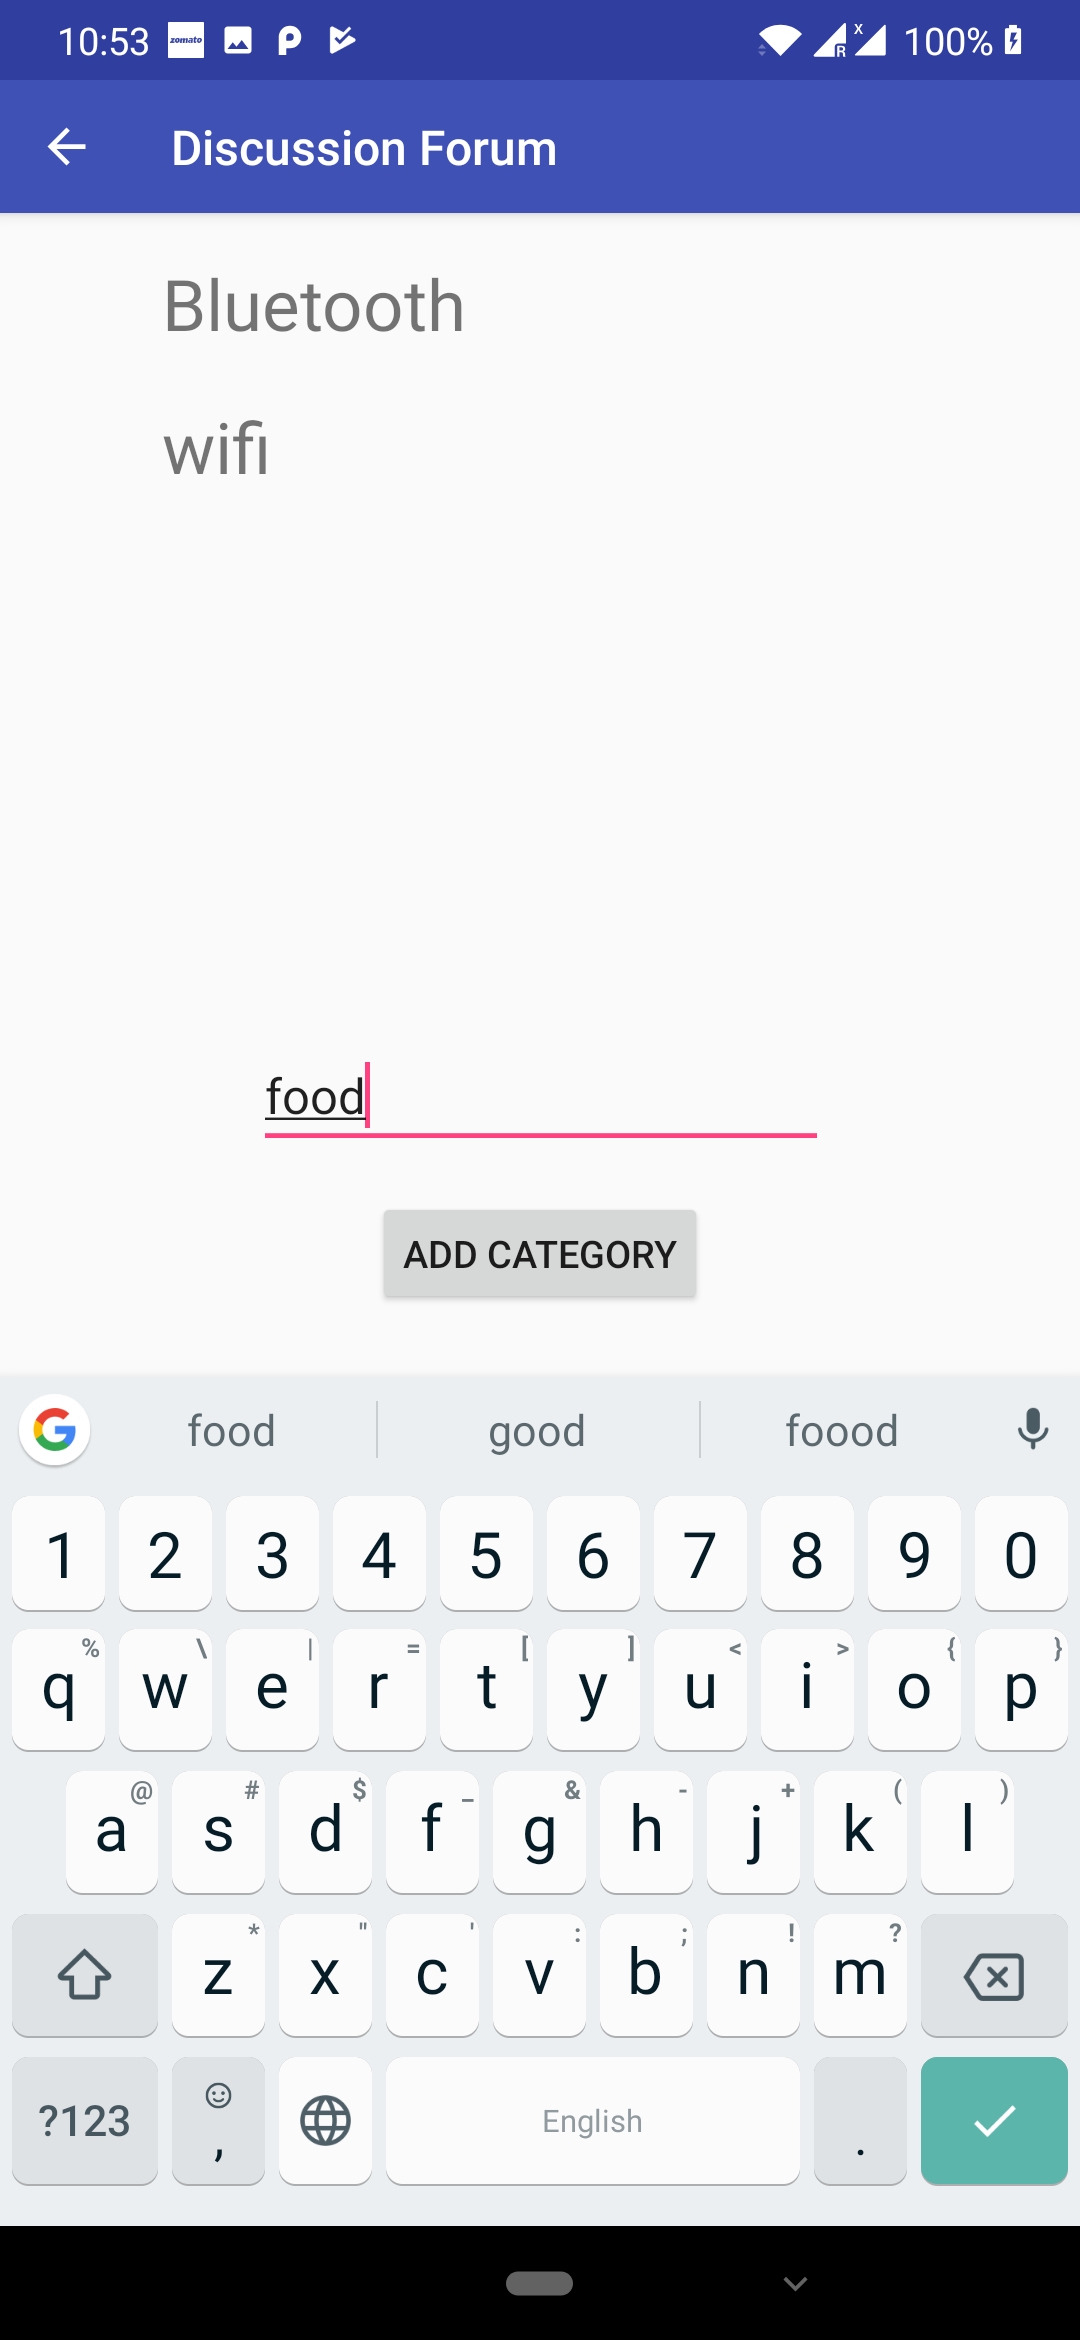 10:53 zomato R x 100%
Discussion Forum
Bluetooth
wifi
food
ADD CATEGORY
food good foood
1 2 3 4 5 6 7 8 9 0
% \ | = [ ] < > { }
q w e r t y u i o p
@ # $ _ & - + ( )
a s d f g h j k l
* " ' : ; ! ?
z x c v b n m
?123 , English .